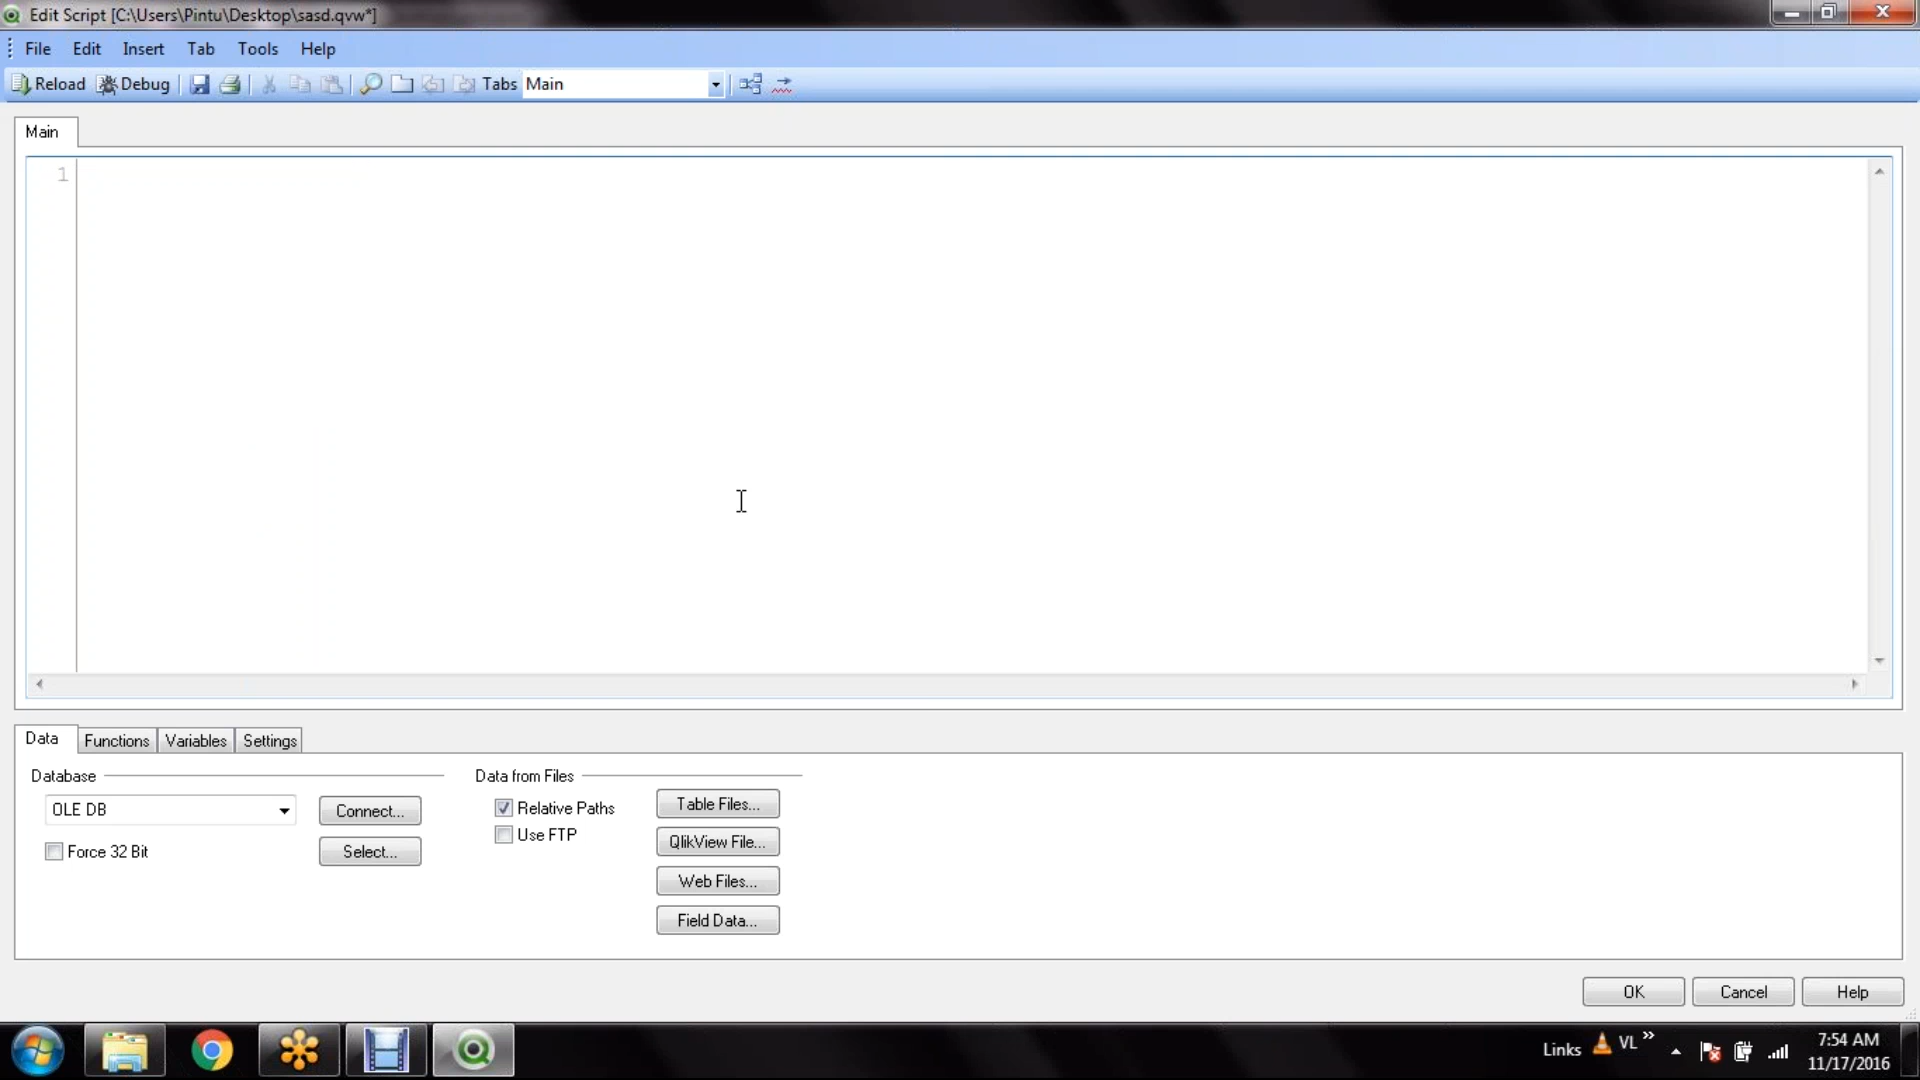 Edit Script [C:\Users\Pintu\Desktop\sasd.qvw*]
File Edit Insert Tab Tools Help
Reload Debug Tabs Main
Main
1
Data Functions Variables Settings
Database
OLE DB
Connect...
Force 32 Bit
Select...
Data from Files
Relative Paths
Use FTP
Table Files...
QlikView File...
Web Files...
Field Data...
OK Cancel Help
Links VL »
7:54 AM
11/17/2016